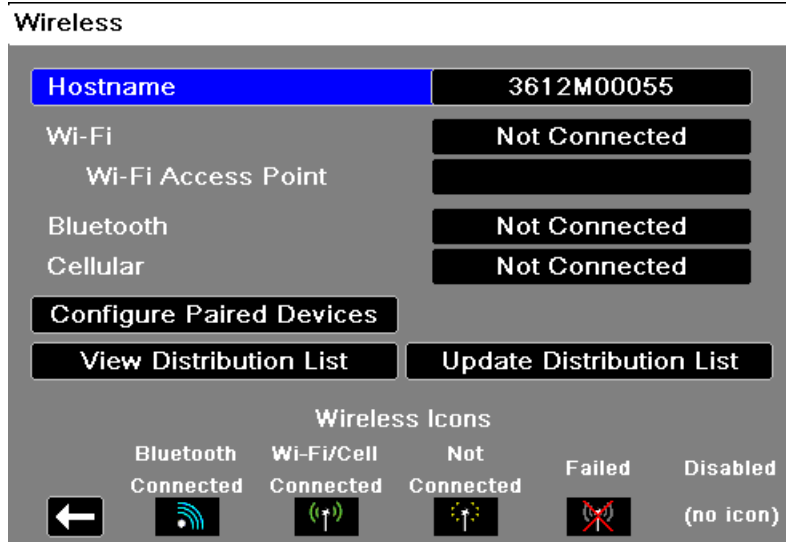 Wireless
Hostname 3612M00055
Wi-Fi Not Connected
Wi-Fi Access Point
Bluetooth Not Connected
Cellular Not Connected
Configure Paired Devices
View Distribution List Update Distribution List
Wireless Icons
Bluetooth Connected
Wi-Fi/Cell Connected
Not Connected
Failed
Disabled
(no icon)